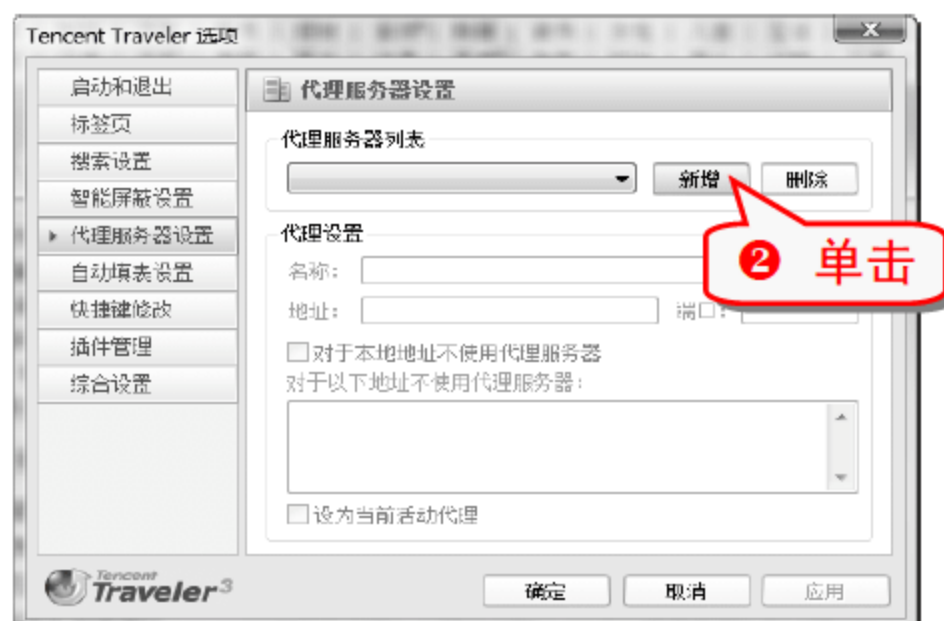 Tencent Traveler 选项
启动和退出
标签页
搜索设置
智能屏蔽设置
代理服务器设置
自动填表设置
快捷键修改
插件管理
综合设置
代理服务器设置
代理服务器列表
新增
删除
❷ 单击
代理设置
名称:
地址:
端口:
对于本地地址不使用代理服务器
对于以下地址不使用代理服务器:
设为当前活动代理
Tencent
Traveler 3
确定
取消
应用